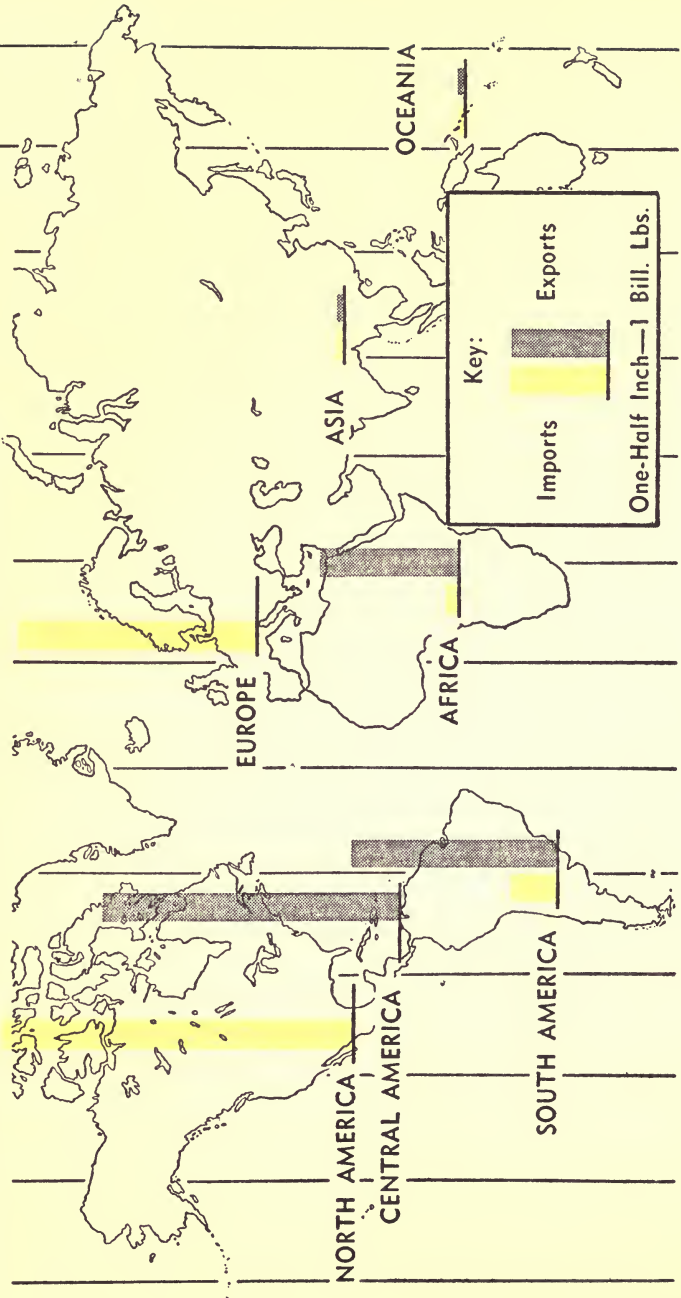 NORTH AMERICA
CENTRAL AMERICA
SOUTH AMERICA
EUROPE
AFRICA
ASIA
OCEANIA
Key:
Imports Exports
One-Half Inch—1 Bill. Lbs.